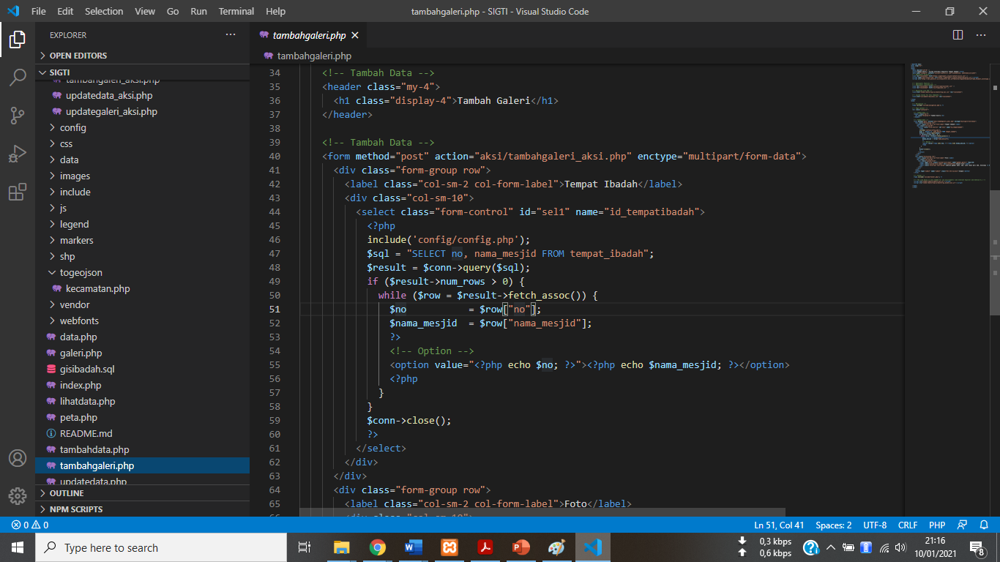 File Edit Selection View Go Run Terminal Help tambahgaleri.php - SIGTI - Visual Studio Code
EXPLORER ···
OPEN EDITORS
SIGTI
tambahgaleri_aksi.php
updatedata_aksi.php
updategaleri_aksi.php
config
css
data
images
include
js
legend
markers
shp
togeojson
kecamatan.php
vendor
webfonts
data.php
galeri.php
gisibadah.sql
index.php
lihatdata.php
peta.php
README.md
tambahdata.php
tambahgaleri.php
updatedata.php
OUTLINE
NPM SCRIPTS
tambahgaleri.php
tambahgaleri.php
34 <!-- Tambah Data -->
35 <header class="my-4">
36 <h1 class="display-4">Tambah Galeri</h1>
37 </header>
38
39 <!-- Tambah Data -->
40 <form method="post" action="aksi/tambahgaleri_aksi.php" enctype="multipart/form-data">
41 <div class="form-group row">
42 <label class="col-sm-2 col-form-label">Tempat Ibadah</label>
43 <div class="col-sm-10">
44 <select class="form-control" id="sel1" name="id_tempatibadah">
45 <?php
46 include('config/config.php');
47 $sql = "SELECT no, nama_mesjid FROM tempat_ibadah";
48 $result = $conn->query($sql);
49 if ($result->num_rows > 0) {
50 while ($row = $result->fetch_assoc()) {
51 $no = $row["no"];
52 $nama_mesjid = $row["nama_mesjid"];
53 ?>
54 <!-- Option -->
55 <option value="<?php echo $no; ?>"><?php echo $nama_mesjid; ?></option>
56 <?php
57 }
58 }
59 $conn->close();
60 ?>
61 </select>
62 </div>
63 </div>
64 <div class="form-group row">
65 <label class="col-sm-2 col-form-label">Foto</label>
66 <div class="col-sm-10">
0 0 Ln 51, Col 41 Spaces: 2 UTF-8 CRLF PHP
Type here to search
0,3 kbps
0,6 kbps
21:16
10/01/2021
8